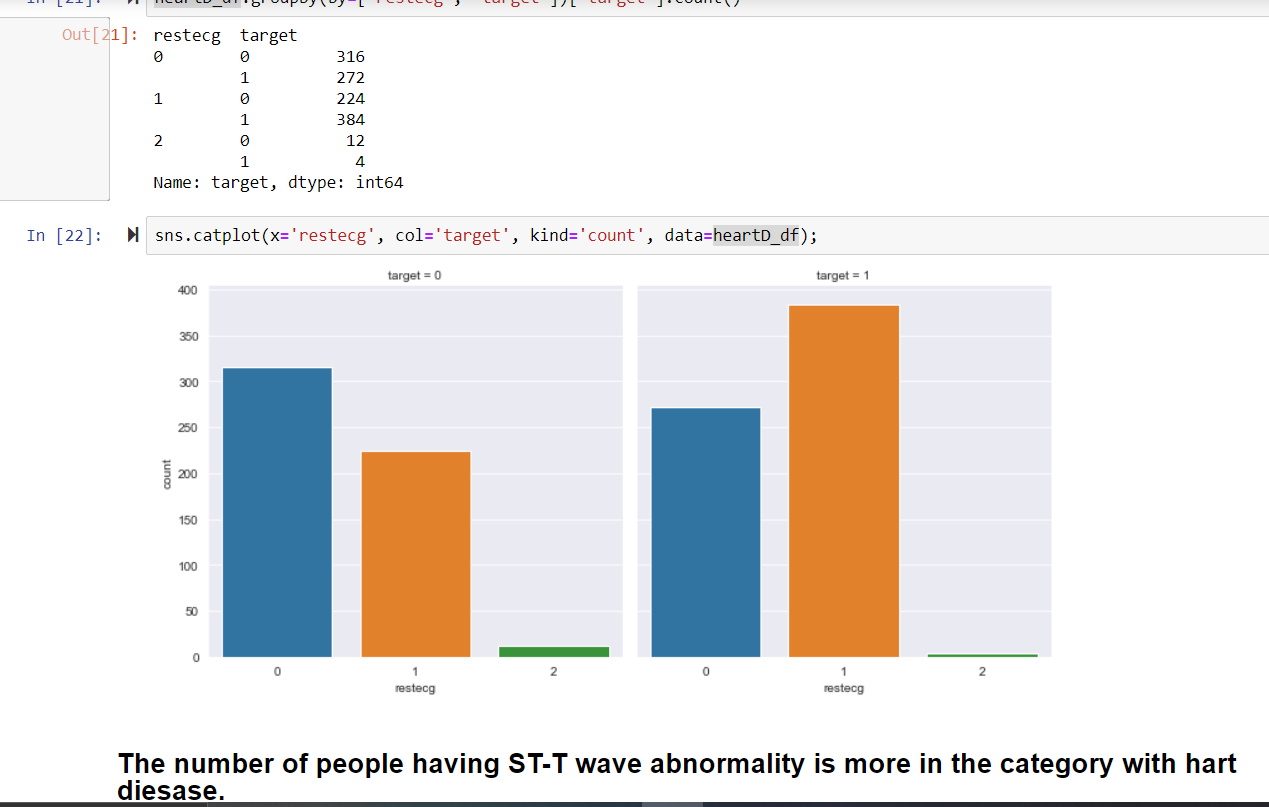 Out[21]: restecg target
0 0 316
1 272
1 0 224
1 384
2 0 12
1 4
Name: target, dtype: int64
In [22]: sns.catplot(x='restecg', col='target', kind='count', data=heartD_df);
target = 0 target = 1
400
350
300
250
200
150
100
50
0
count
0 1 2 0 1 2
restecg restecg
The number of people having ST-T wave abnormality is more in the category with hart
diesase.